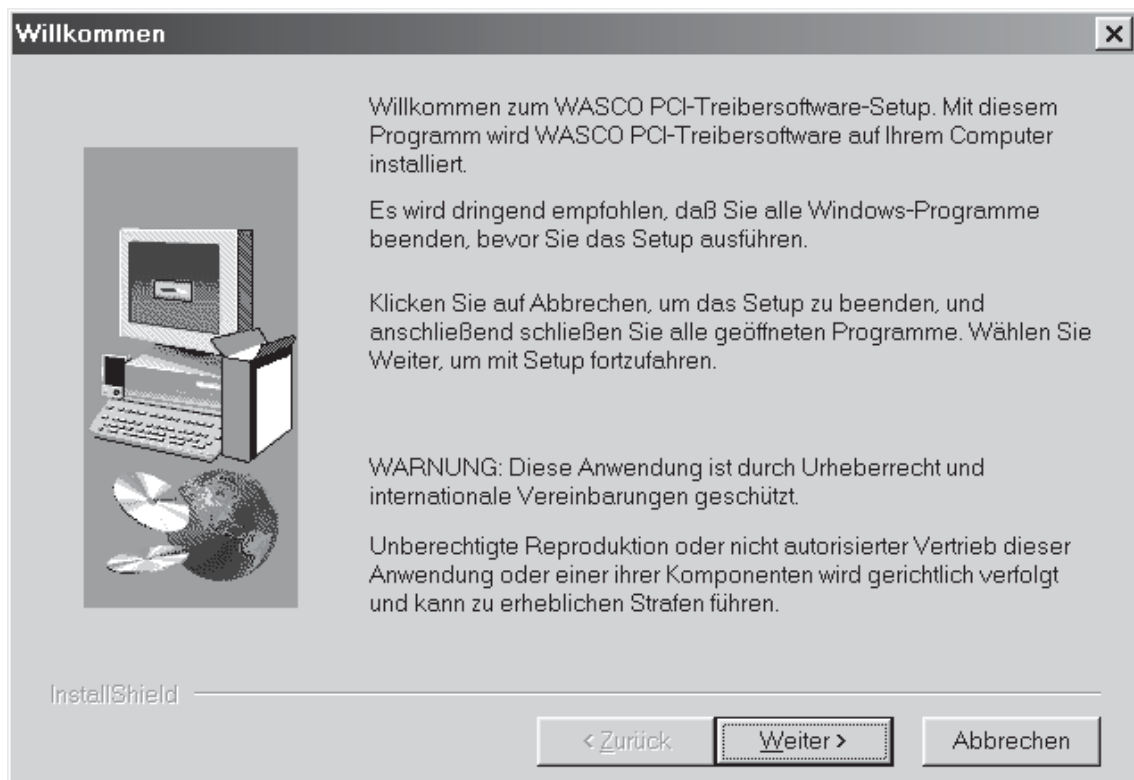 Willkommen
Willkommen zum WASCO PCI-Treibersoftware-Setup. Mit diesem
Programm wird WASCO PCI-Treibersoftware auf Ihrem Computer
installiert.
Es wird dringend empfohlen, daß Sie alle Windows-Programme
beenden, bevor Sie das Setup ausführen.
Klicken Sie auf Abbrechen, um das Setup zu beenden, und
anschließend schließen Sie alle geöffneten Programme. Wählen Sie
Weiter, um mit Setup fortzufahren.
WARNUNG: Diese Anwendung ist durch Urheberrecht und
internationale Vereinbarungen geschützt.
Unberechtigte Reproduktion oder nicht autorisierter Vertrieb dieser
Anwendung oder einer ihrer Komponenten wird gerichtlich verfolgt
und kann zu erheblichen Strafen führen.
InstallShield
< Zurück
Weiter >
Abbrechen